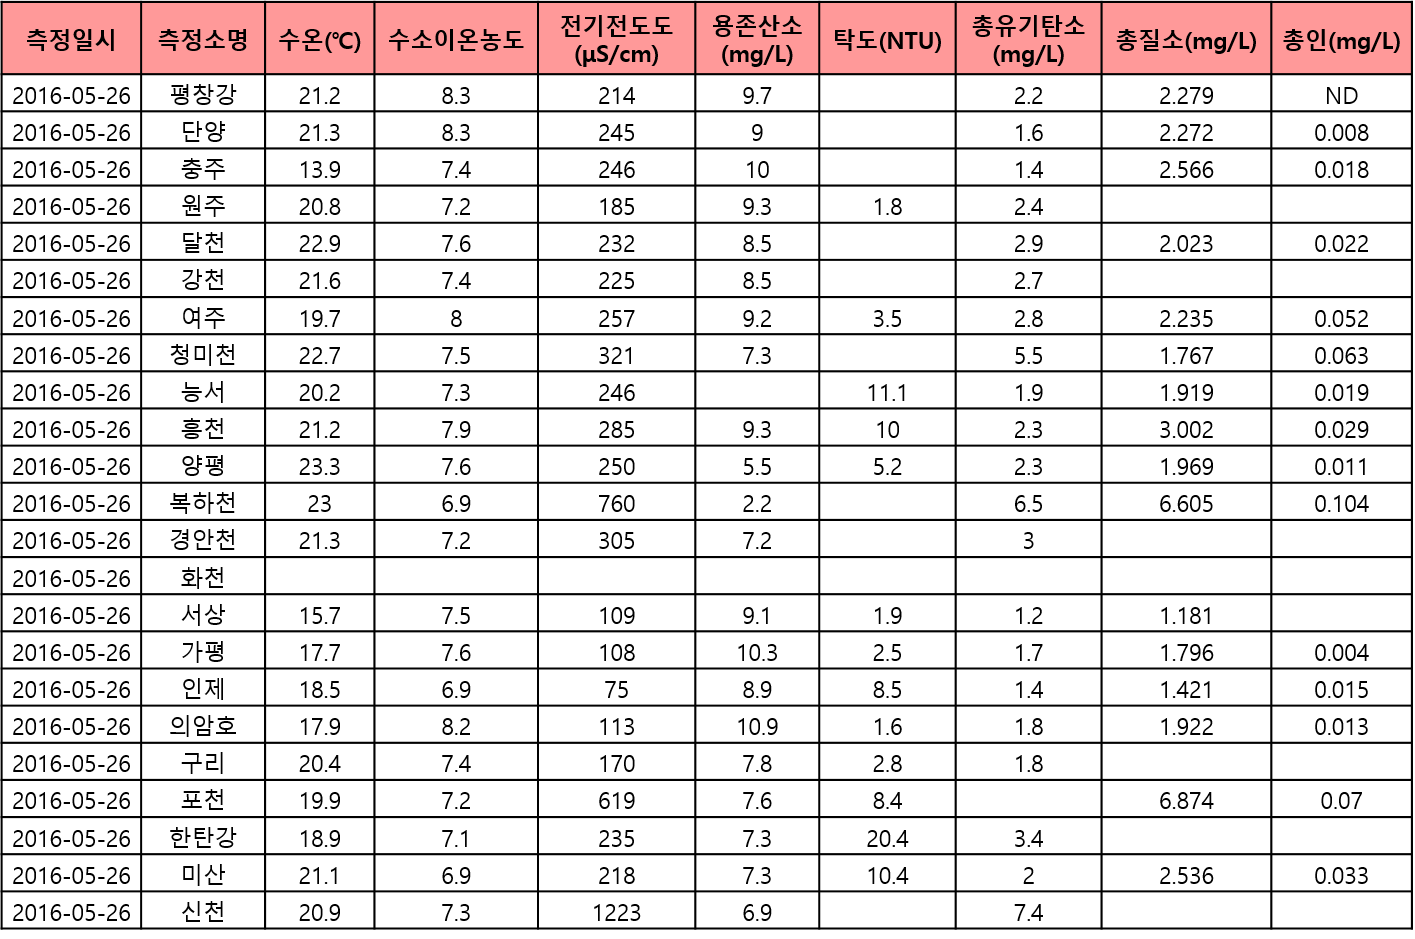 측정일시 측정소명 수온(℃) 수소이온농도 전기전도도 (μS/cm) 용존산소 (mg/L) 탁도(NTU) 총유기탄소 (mg/L) 총질소(mg/L) 총인(mg/L)
2016-05-26 평창강 21.2 8.3 214 9.7 2.2 2.279 ND
2016-05-26 단양 21.3 8.3 245 9 1.6 2.272 0.008
2016-05-26 충주 13.9 7.4 246 10 1.4 2.566 0.018
2016-05-26 원주 20.8 7.2 185 9.3 1.8 2.4
2016-05-26 달천 22.9 7.6 232 8.5 2.9 2.023 0.022
2016-05-26 강천 21.6 7.4 225 8.5 2.7
2016-05-26 여주 19.7 8 257 9.2 3.5 2.8 2.235 0.052
2016-05-26 청미천 22.7 7.5 321 7.3 5.5 1.767 0.063
2016-05-26 능서 20.2 7.3 246 11.1 1.9 1.919 0.019
2016-05-26 흥천 21.2 7.9 285 9.3 10 2.3 3.002 0.029
2016-05-26 양평 23.3 7.6 250 5.5 5.2 2.3 1.969 0.011
2016-05-26 복하천 23 6.9 760 2.2 6.5 6.605 0.104
2016-05-26 경안천 21.3 7.2 305 7.2 3
2016-05-26 화천
2016-05-26 서상 15.7 7.5 109 9.1 1.9 1.2 1.181
2016-05-26 가평 17.7 7.6 108 10.3 2.5 1.7 1.796 0.004
2016-05-26 인제 18.5 6.9 75 8.9 8.5 1.4 1.421 0.015
2016-05-26 의암호 17.9 8.2 113 10.9 1.6 1.8 1.922 0.013
2016-05-26 구리 20.4 7.4 170 7.8 2.8 1.8
2016-05-26 포천 19.9 7.2 619 7.6 8.4 6.874 0.07
2016-05-26 한탄강 18.9 7.1 235 7.3 20.4 3.4
2016-05-26 미산 21.1 6.9 218 7.3 10.4 2 2.536 0.033
2016-05-26 신천 20.9 7.3 1223 6.9 7.4